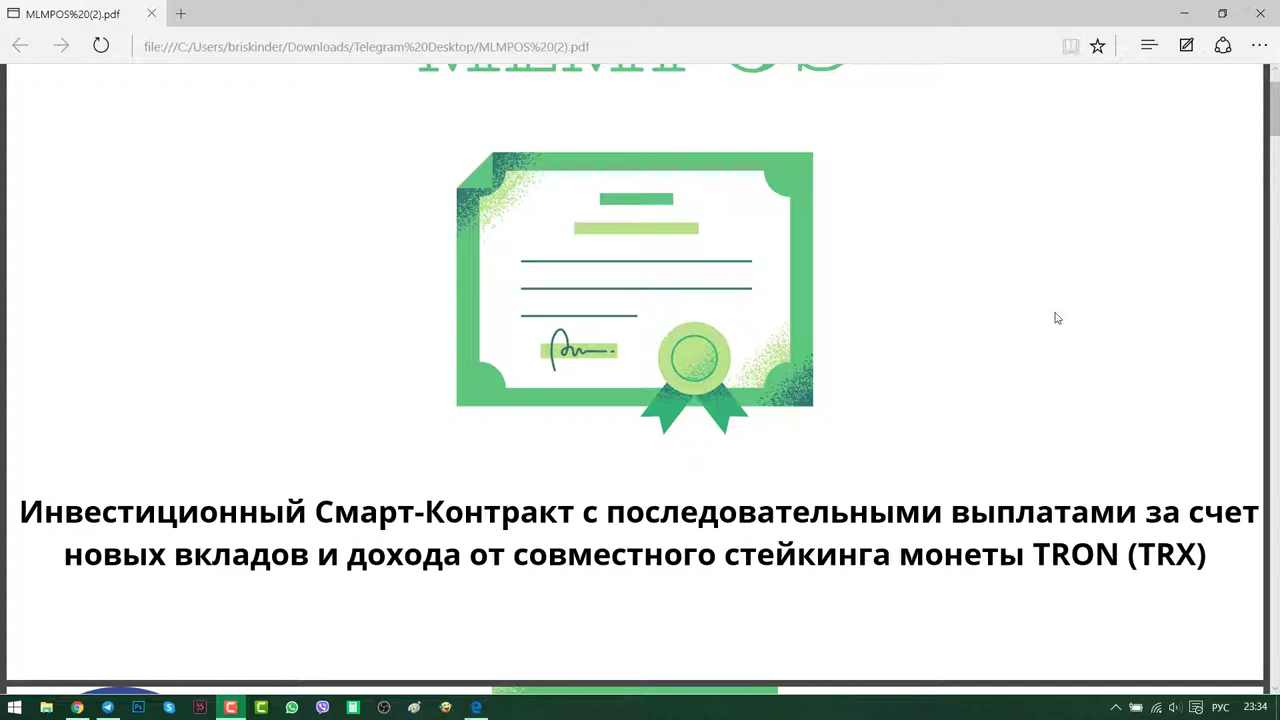 MLMPOS%20(2).pdf
file:///C:/Users/briskinder/Downloads/Telegram%20Desktop/MLMPOS%20(2).pdf
MLMPOS
Инвестиционный Смарт-Контракт с последовательными выплатами за счет
новых вкладов и дохода от совместного стейкинга монеты TRON (TRX)
РУС
23:34